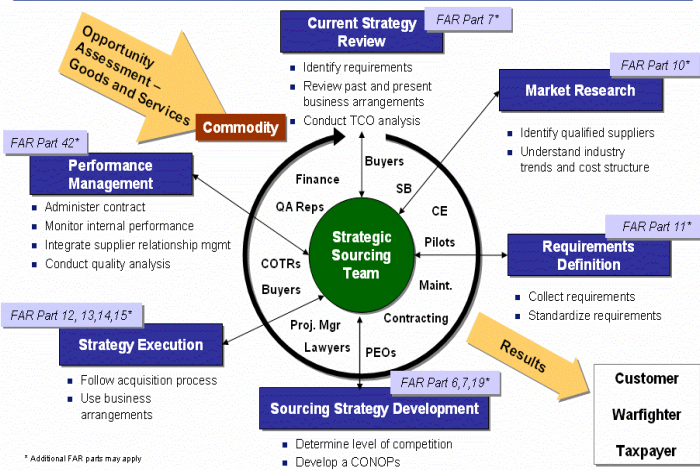 Opportunity
Assessment –
Goods and Services
Commodity
Current Strategy
Review
FAR Part 7*
Identify requirements
Review past and present
business arrangements
Conduct TCO analysis
FAR Part 10*
Market Research
Identify qualified suppliers
Understand industry
trends and cost structure
FAR Part 42*
Performance
Management
Administer contract
Monitor internal performance
Integrate supplier relationship mgmt
Conduct quality analysis
Buyers
Finance
SB
QA Reps
CE
Strategic
Sourcing
Team
Pilots
COTRs
Buyers
Maint.
Proj. Mgr
Contracting
Lawyers
PEOs
FAR Part 11*
Requirements
Definition
Collect requirements
Standardize requirements
FAR Part 12, 13,14,15*
Strategy Execution
Follow acquisition process
Use business
arrangements
FAR Part 6,7,19*
Sourcing Strategy Development
Determine level of competition
Develop a CONOPs
Results
Customer
Warfighter
Taxpayer
* Additional FAR parts may apply